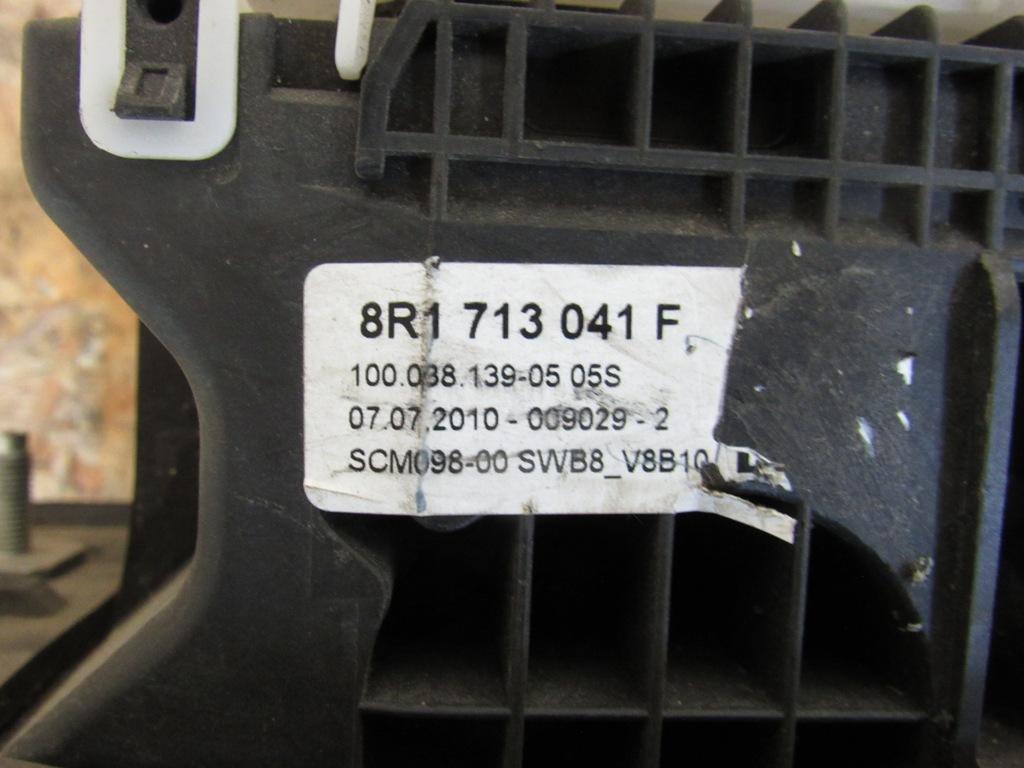 8R1 713 041 F
100.038.139-05 05S
07.07.2010 - 009029 - 2
SCM098-00 SWB8_V8B10